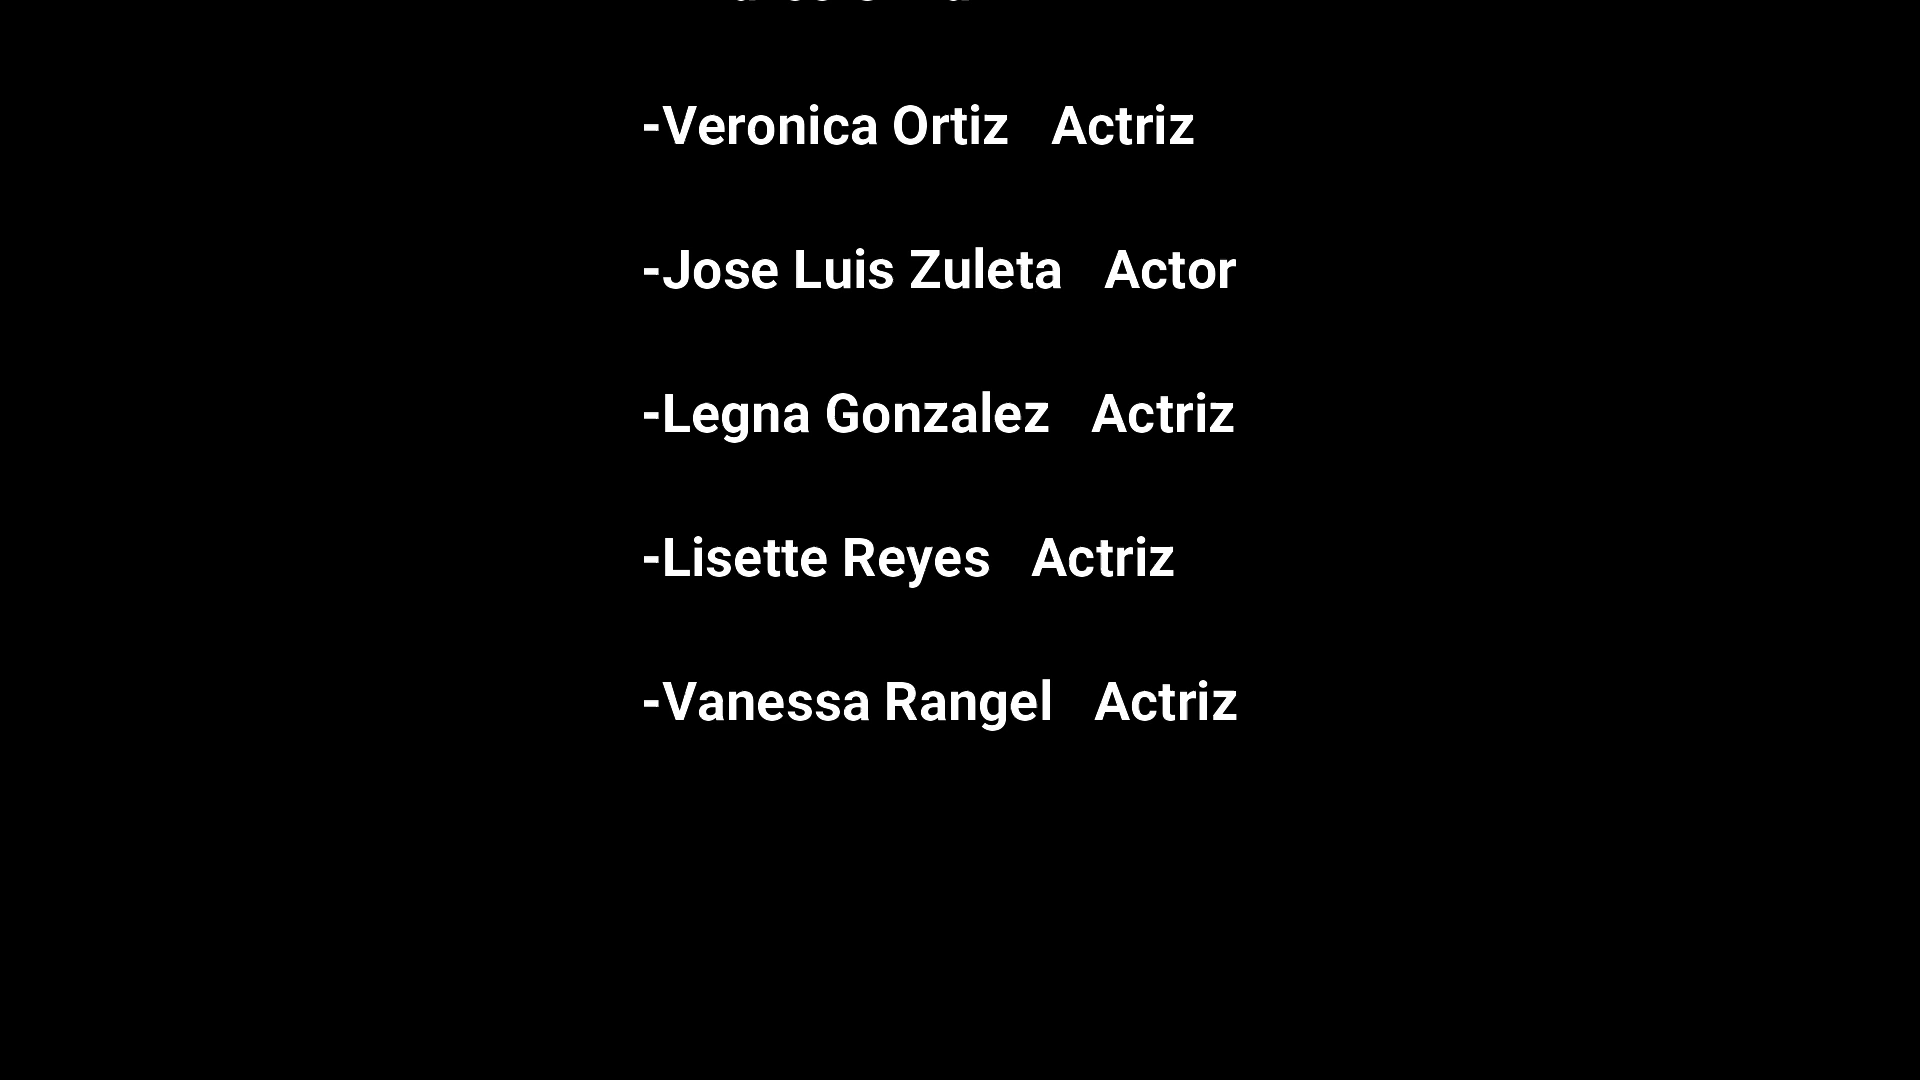 -Veronica Ortiz   Actriz
-Jose Luis Zuleta   Actor
-Legna Gonzalez   Actriz
-Lisette Reyes   Actriz
-Vanessa Rangel   Actriz